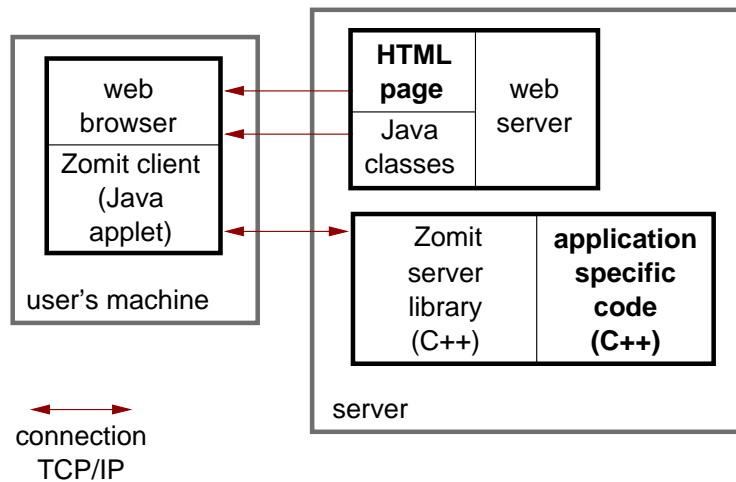 web
browser
Zomit client
(Java
applet)
user's machine
HTML
page
Java
classes
web
server
Zomit
server
library
(C++)
application
specific
code
(C++)
server
connection
TCP/IP